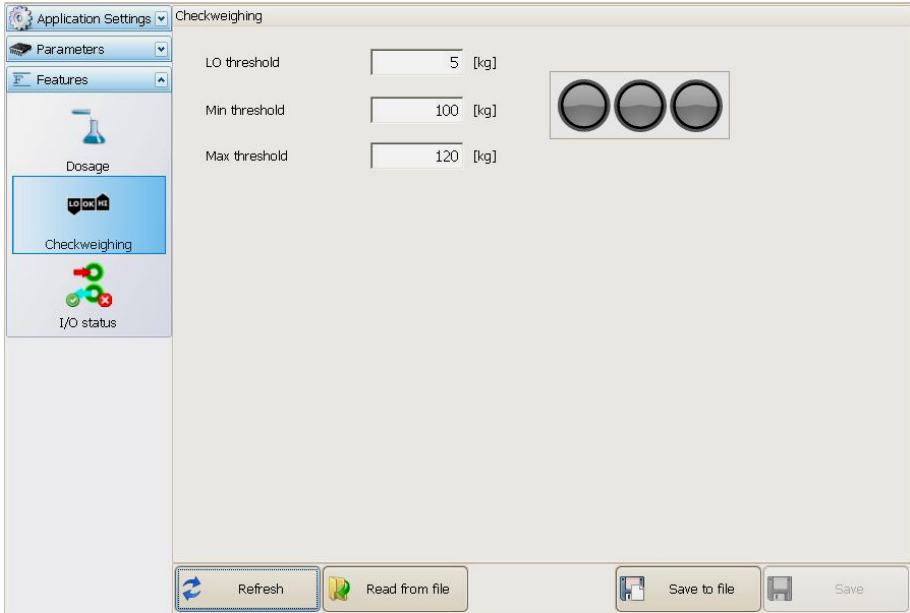 Application Settings
Checkweighing
Parameters
Features
Dosage
LO OK HI
Checkweighing
I/O status
LO threshold 5 [kg]
Min threshold 100 [kg]
Max threshold 120 [kg]
Refresh
Read from file
Save to file
Save